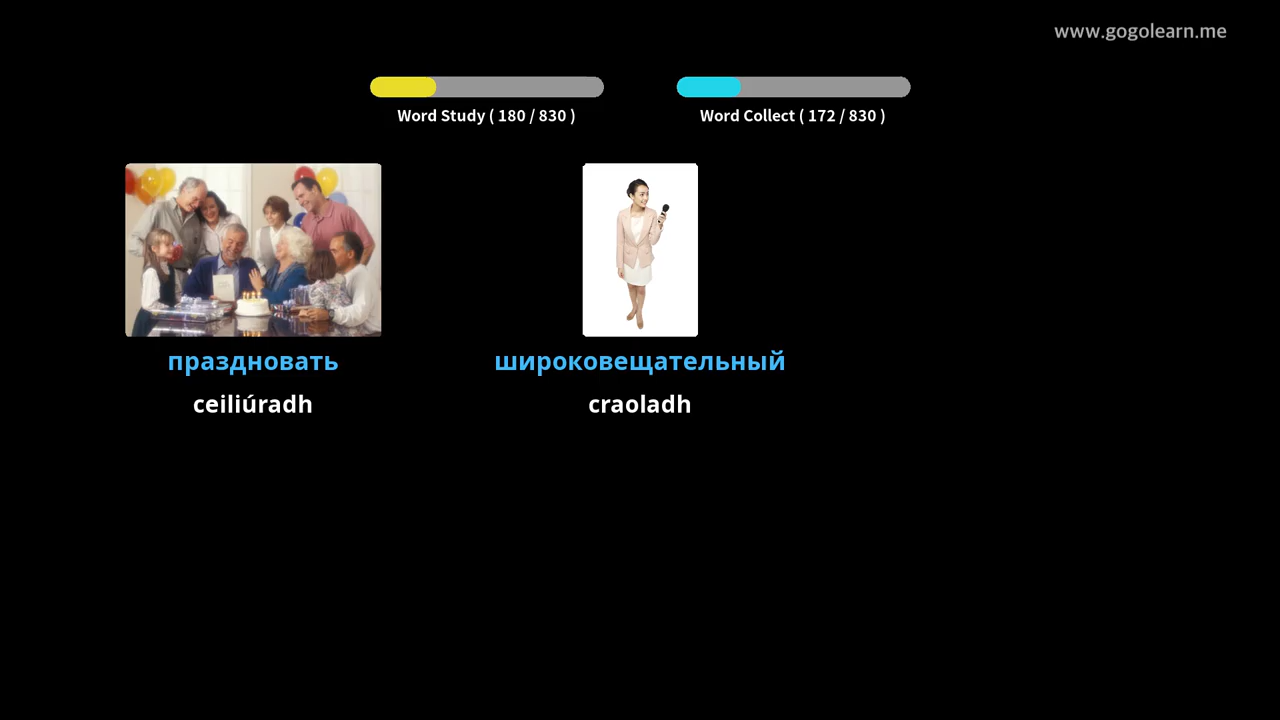 www.gogolearn.me
Word Study ( 180 / 830 )
Word Collect ( 172 / 830 )
праздновать
широковещательный
ceiliúradh
craoladh